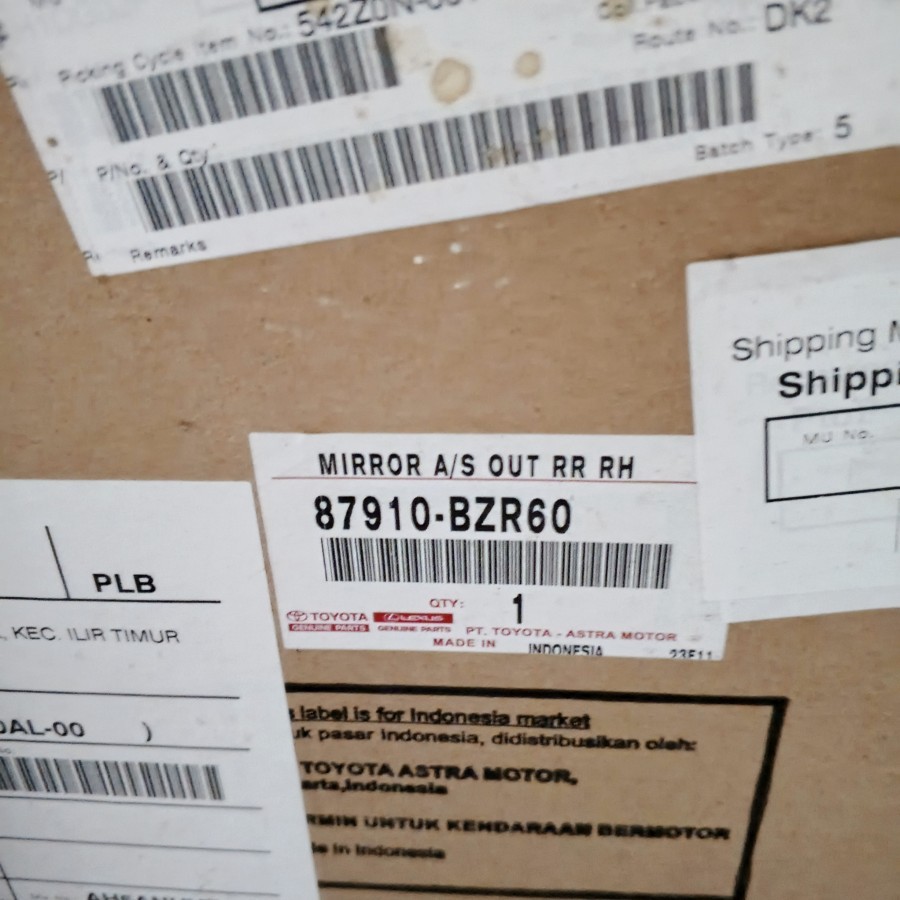 Picking Cycle Item No.:
Route No.: DK2
P/No. & Qty
Batch Type: 5
Remarks
Shipping
Shippi
MU No.
MIRROR A/S OUT RR RH
87910-BZR60
QTY: 1
TOYOTA LEXUS
GENUINE PARTS GENUINE PARTS PT. TOYOTA - ASTRA MOTOR
MADE IN INDONESIA 23E11
PLB
, KEC. ILIR TIMUR
DAL-00 )
label is for Indonesia market
uk pasar Indonesia, didistribusikan oleh:
TOYOTA ASTRA MOTOR,
arta,Indonesia
RMIN UNTUK KENDARAAN BERMOTOR
in Indonesia